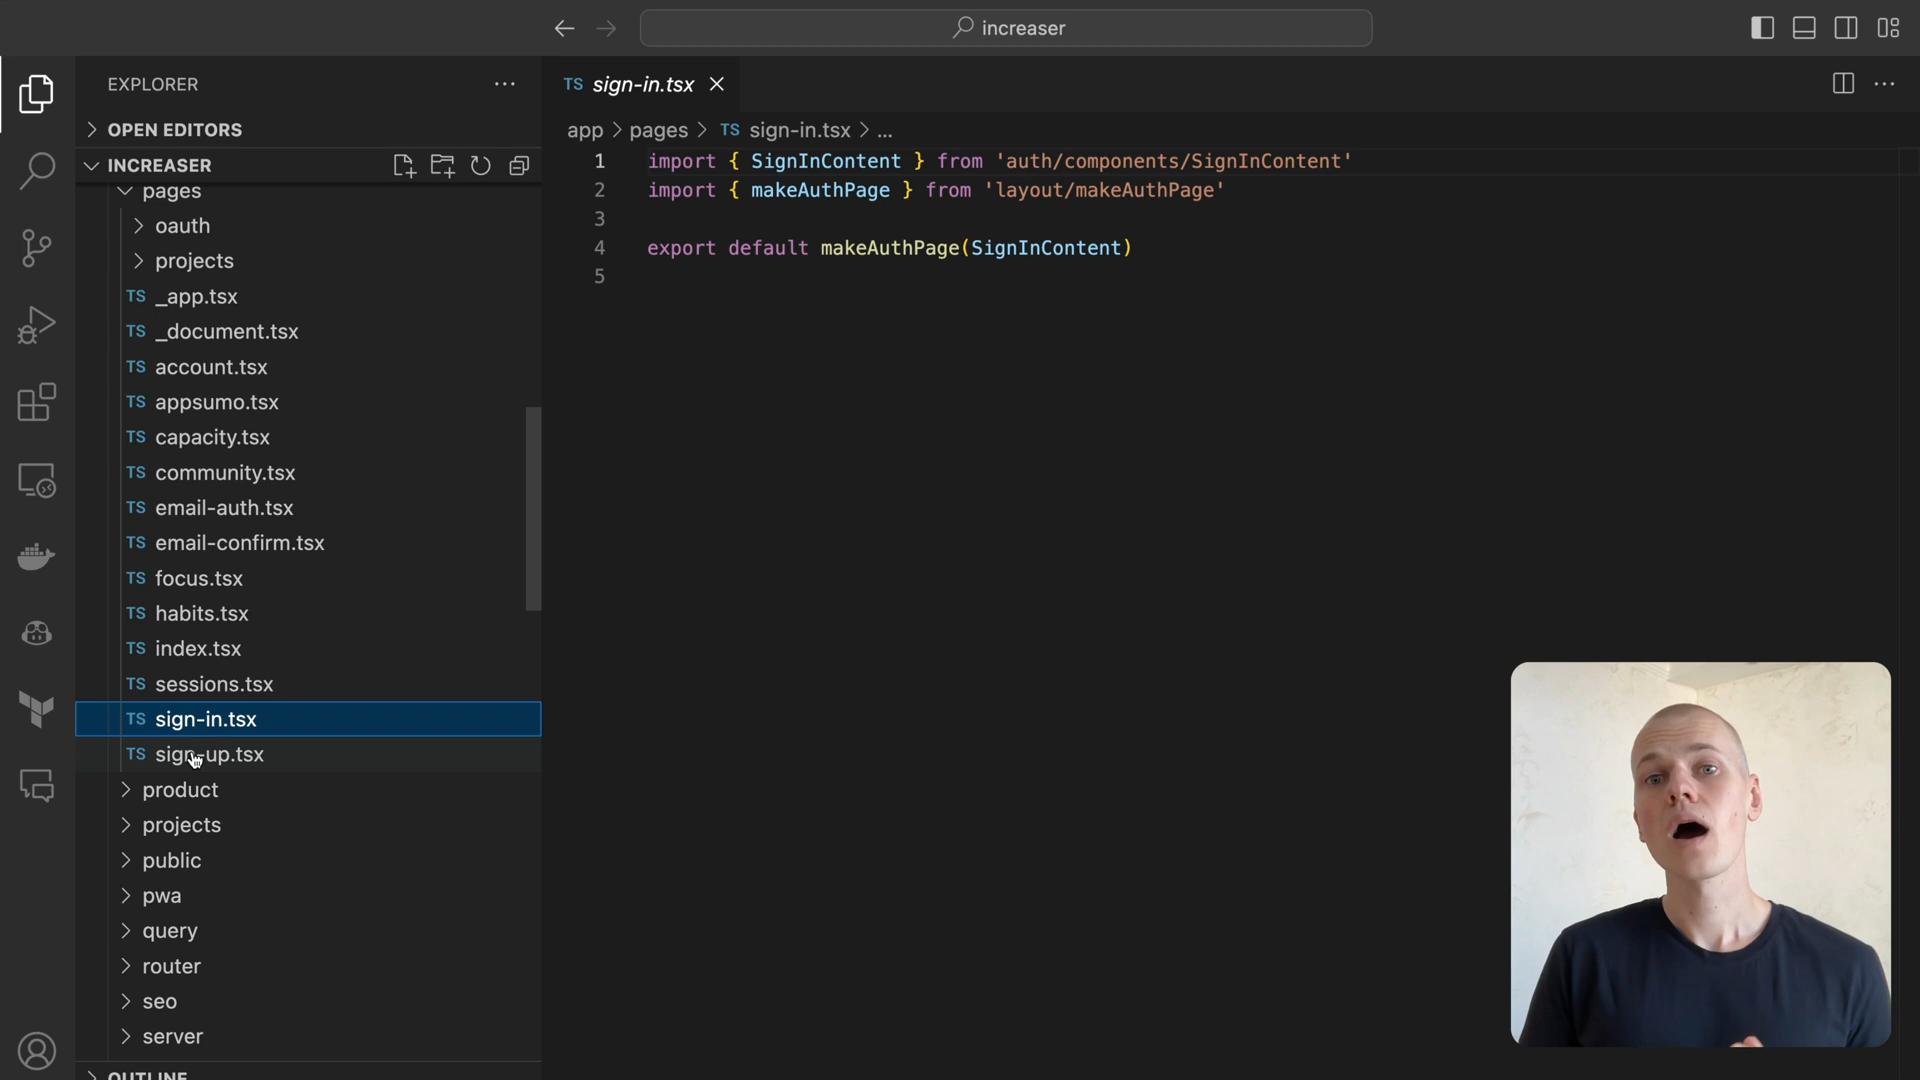 increaser
EXPLORER
OPEN EDITORS
INCREASER
pages
oauth
projects
TS _app.tsx
TS _document.tsx
TS account.tsx
TS appsumo.tsx
TS capacity.tsx
TS community.tsx
TS email-auth.tsx
TS email-confirm.tsx
TS focus.tsx
TS habits.tsx
TS index.tsx
TS sessions.tsx
TS sign-in.tsx
TS sign-up.tsx
product
projects
public
pwa
query
router
seo
server
OUTLINE
TS sign-in.tsx
app > pages > TS sign-in.tsx > ...
1 import { SignInContent } from 'auth/components/SignInContent'
2 import { makeAuthPage } from 'layout/makeAuthPage'
3
4 export default makeAuthPage(SignInContent)
5